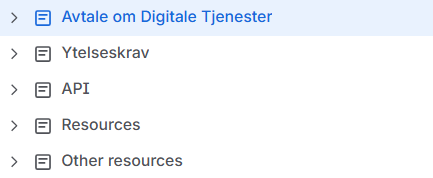 Avtale om Digitale Tjenester
Ytelseskrav
API
Resources
Other resources